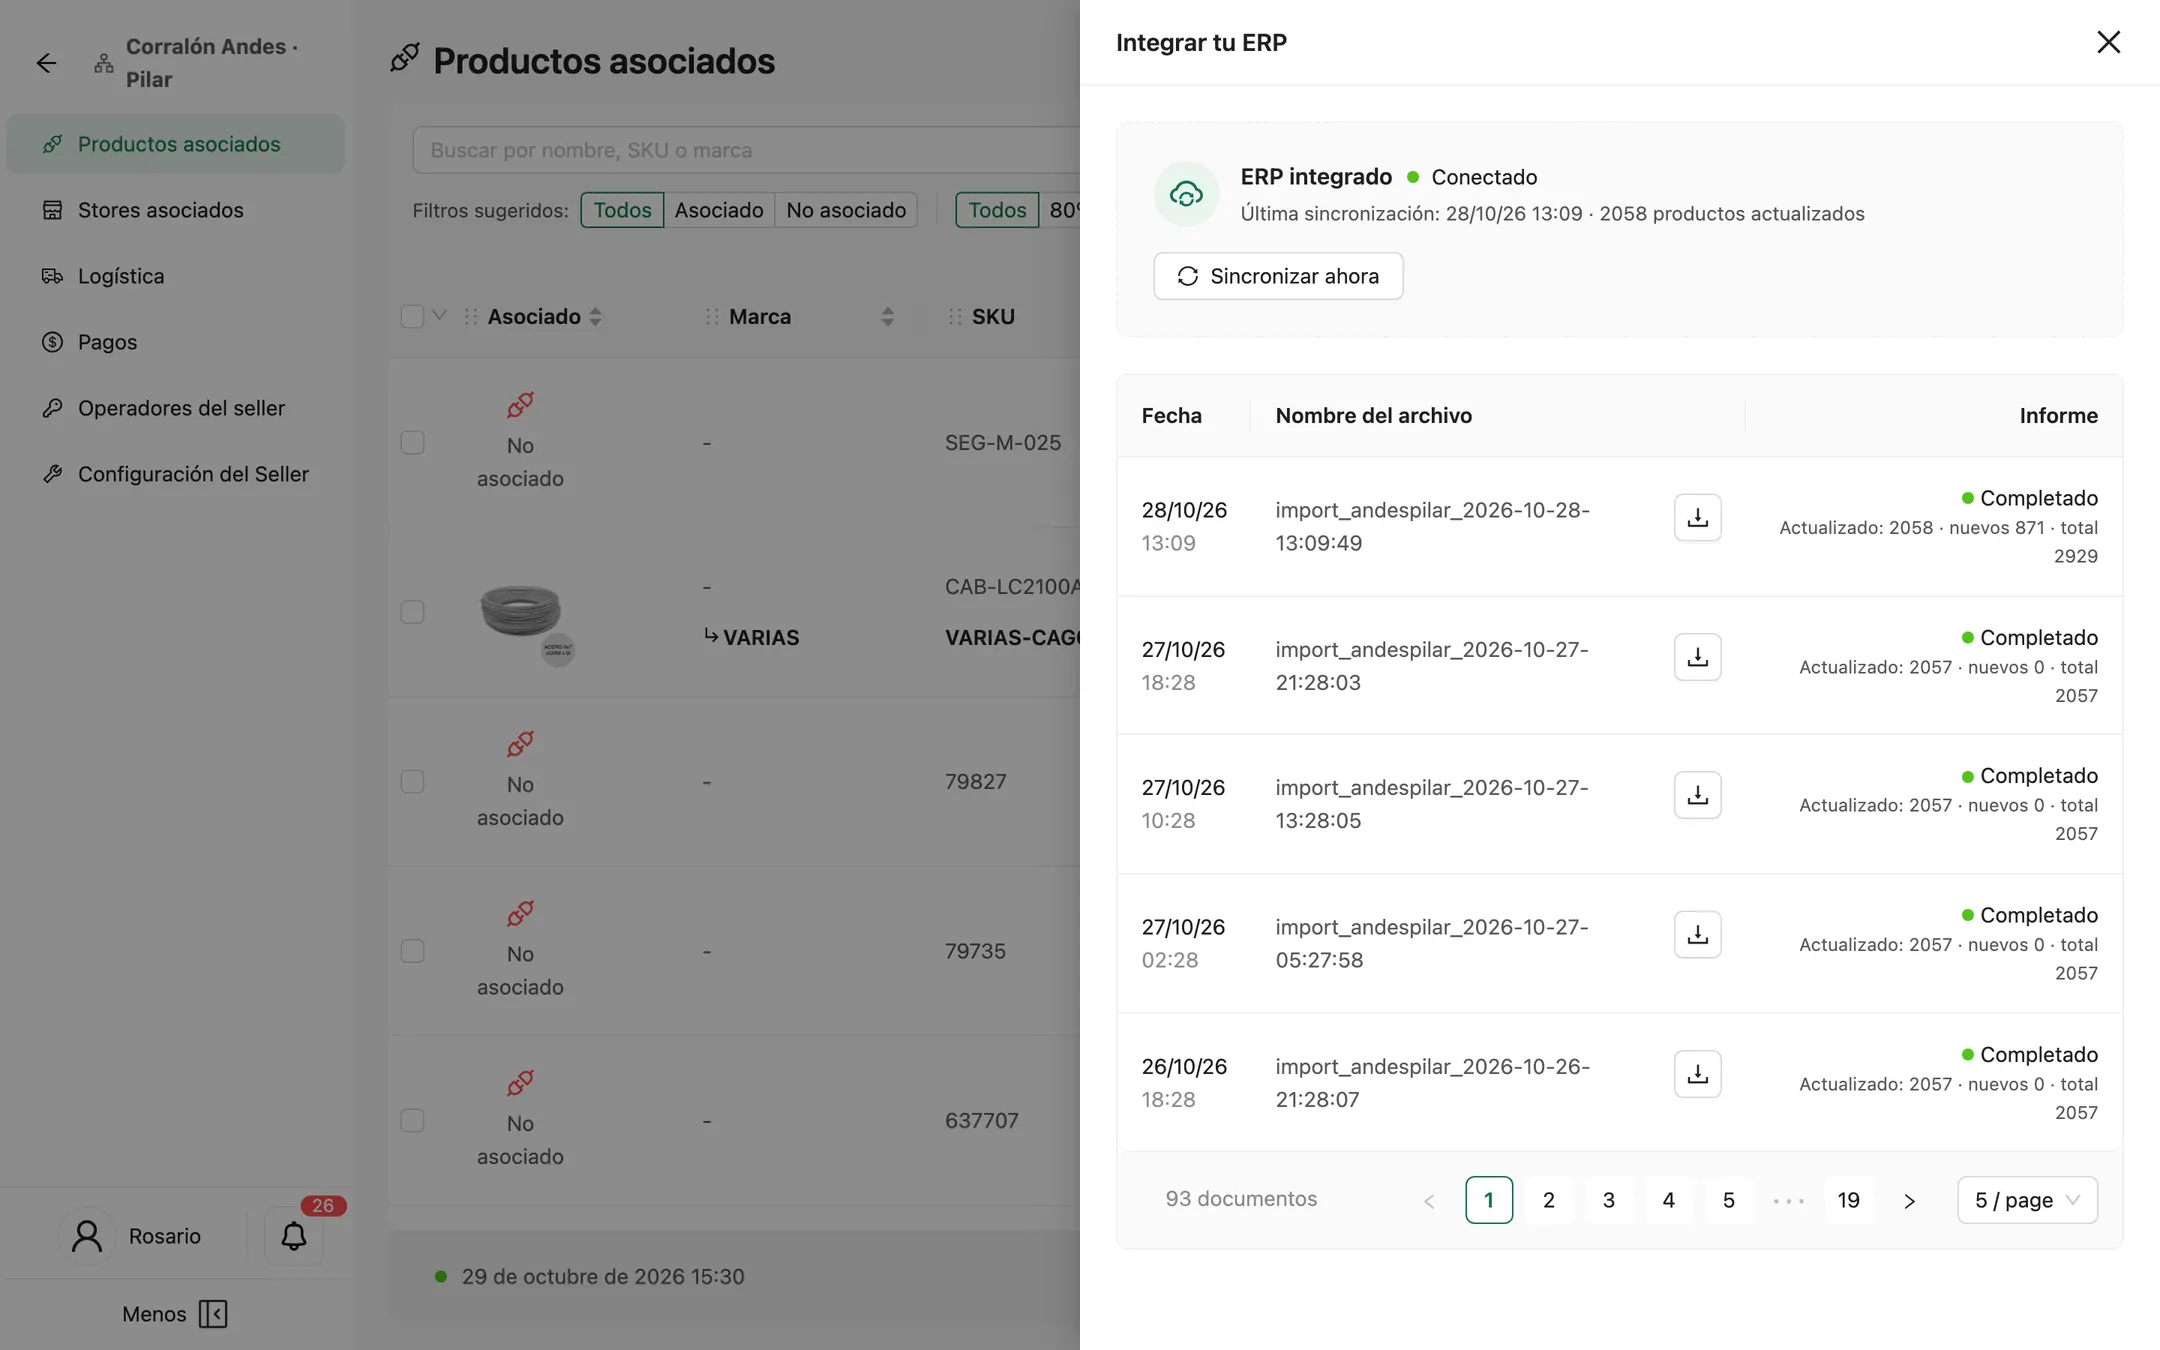 Corralón Andes ·
Pilar
Productos asociados
Stores asociados
Logística
Pagos
Operadores del seller
Configuración del Seller
Rosario
26
Menos
Productos asociados
Buscar por nombre, SKU o marca
Filtros sugeridos:
Todos
Asociado
No asociado
Todos
Asociado
Marca
SKU
No
asociado
-
SEG-M-025
-
VARIAS
CAB-LC2100A
No
asociado
-
79827
No
asociado
-
79735
No
asociado
-
637707
29 de octubre de 2026 15:30
Integrar tu ERP
ERP integrado
Conectado
Última sincronización: 28/10/26 13:09 · 2058 productos actualizados
Sincronizar ahora
Fecha
Nombre del archivo
Informe
28/10/26
13:09
import_andespilar_2026-10-28-
13:09:49
Completado
Actualizado: 2058 · nuevos 871 · total
2929
27/10/26
18:28
import_andespilar_2026-10-27-
21:28:03
Completado
Actualizado: 2057 · nuevos 0 · total
2057
27/10/26
10:28
import_andespilar_2026-10-27-
13:28:05
Completado
Actualizado: 2057 · nuevos 0 · total
2057
27/10/26
02:28
import_andespilar_2026-10-27-
05:27:58
Completado
Actualizado: 2057 · nuevos 0 · total
2057
26/10/26
18:28
import_andespilar_2026-10-26-
21:28:07
Completado
Actualizado: 2057 · nuevos 0 · total
2057
93 documentos
1
2
3
4
5
···
19
5 / page